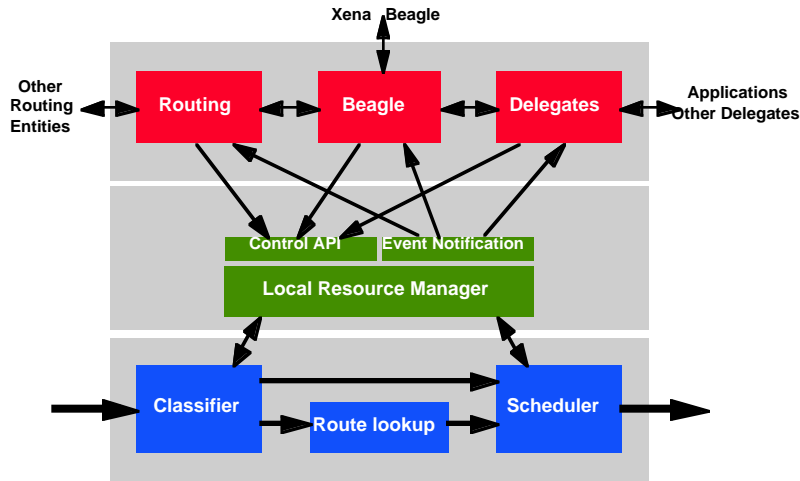 Xena Beagle
Other
Routing
Entities
Routing
Beagle
Delegates
Applications
Other Delegates
Control API
Event Notification
Local Resource Manager
Classifier
Route lookup
Scheduler